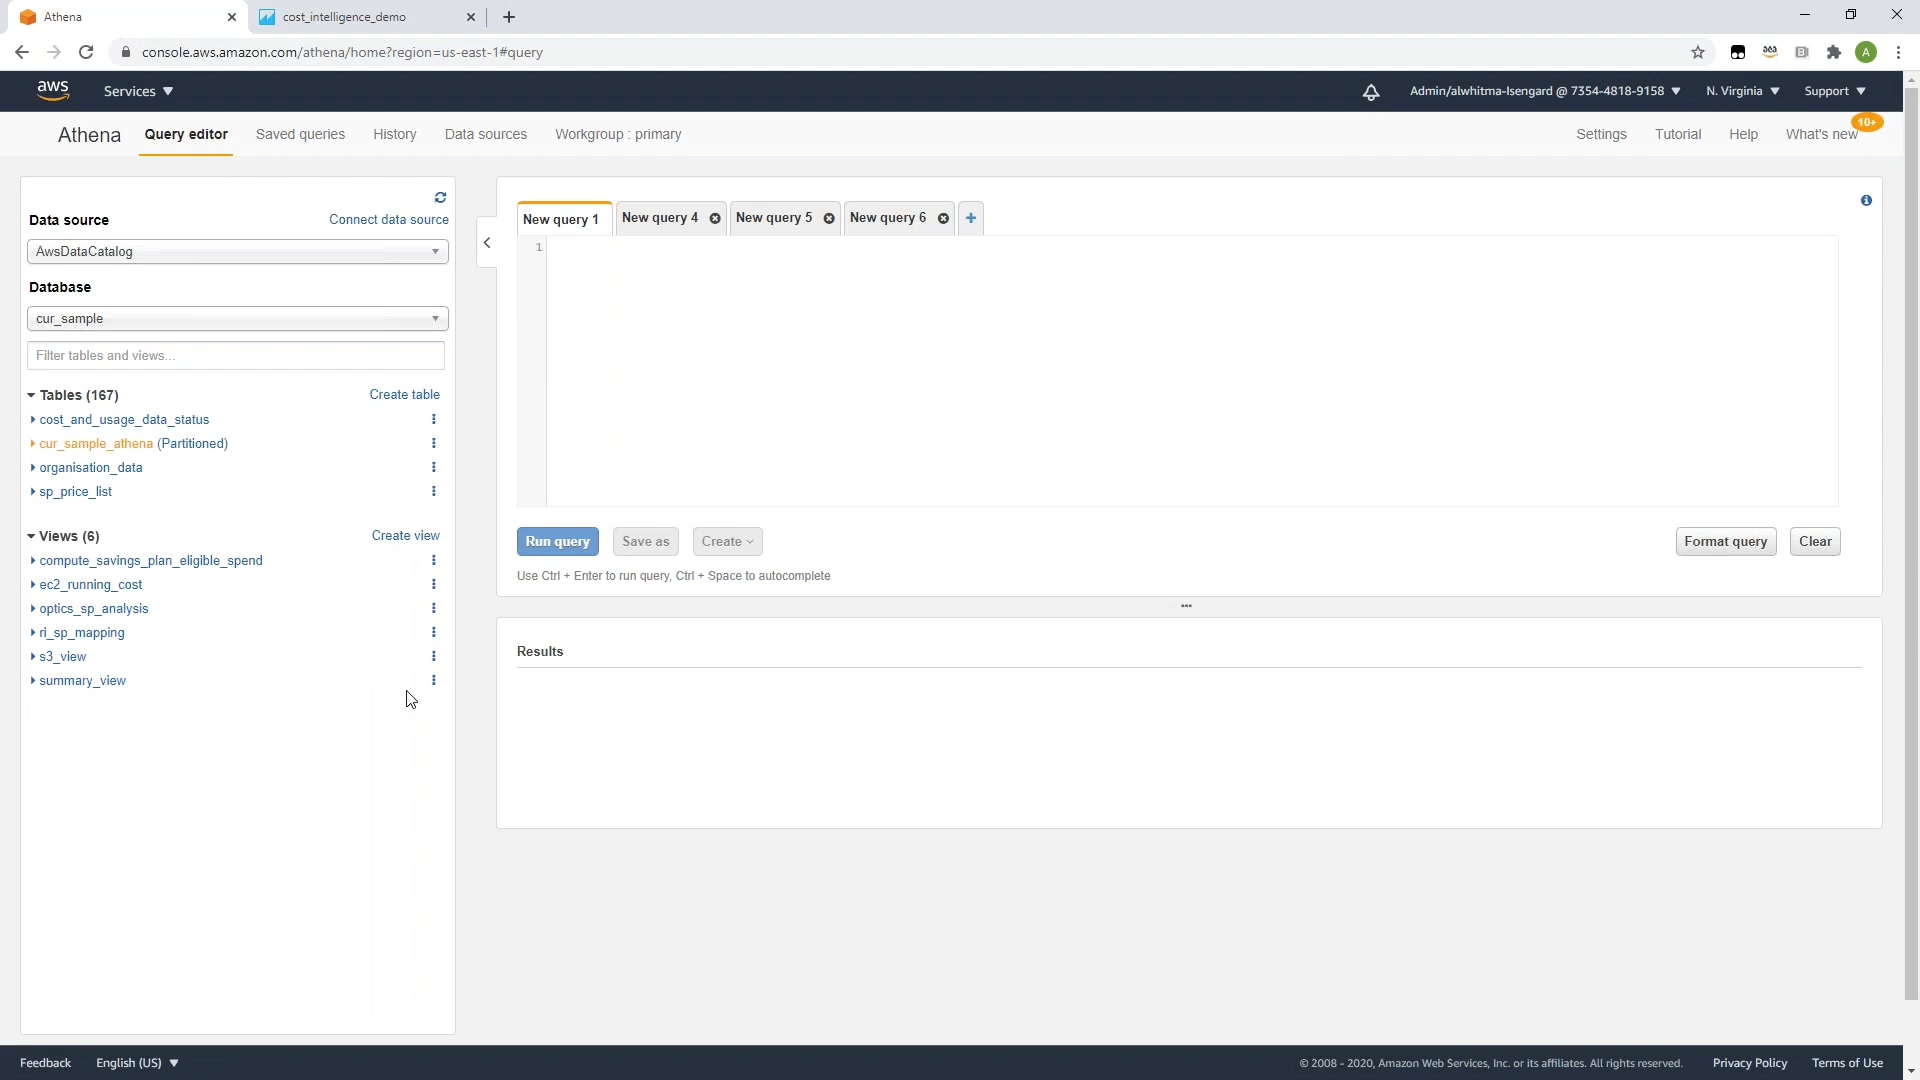 Athena
cost_intelligence_demo
console.aws.amazon.com/athena/home?region=us-east-1#query
A
aws
Services
Admin/alwhitma-Isengard @ 7354-4818-9158
N. Virginia
Support
Athena
Query editor
Saved queries
History
Data sources
Workgroup : primary
Settings
Tutorial
Help
What's new
10+
Data source
Connect data source
AwsDataCatalog
Database
cur_sample
Filter tables and views...
Tables (167)
Create table
cost_and_usage_data_status
cur_sample_athena (Partitioned)
organisation_data
sp_price_list
Views (6)
Create view
compute_savings_plan_eligible_spend
ec2_running_cost
optics_sp_analysis
ri_sp_mapping
s3_view
summary_view
New query 1
New query 4
New query 5
New query 6
1
Run query
Save as
Create
Format query
Clear
Use Ctrl + Enter to run query, Ctrl + Space to autocomplete
Results
Feedback
English (US)
© 2008 - 2020, Amazon Web Services, Inc. or its affiliates. All rights reserved.
Privacy Policy
Terms of Use